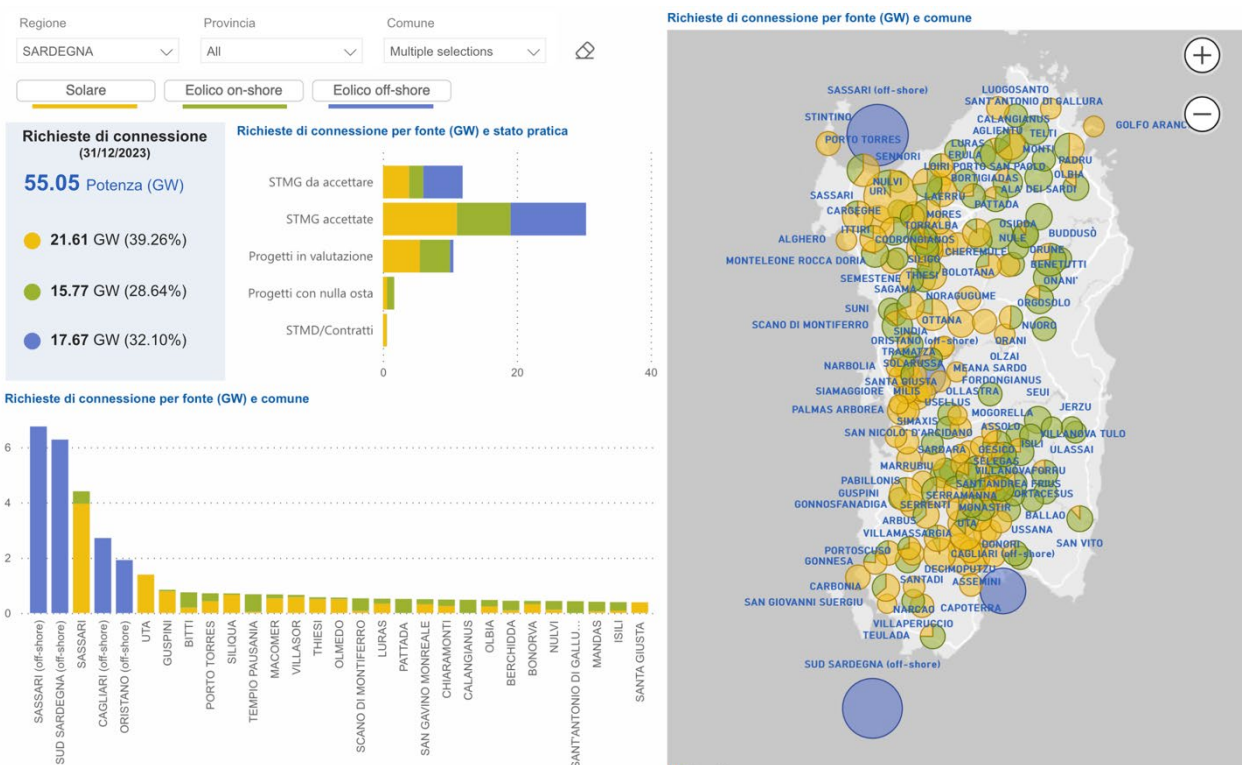 Regione
Provincia
Comune
SARDEGNA
All
Multiple selections
Solare
Eolico on-shore
Eolico off-shore
Richieste di connessione
(31/12/2023)
55.05 Potenza (GW)
21.61 GW (39.26%)
15.77 GW (28.64%)
17.67 GW (32.10%)
Richieste di connessione per fonte (GW) e stato pratica
STMG da accettare
STMG accettate
Progetti in valutazione
Progetti con nulla osta
STMD/Contratti
0
20
40
Richieste di connessione per fonte (GW) e comune
6
4
2
0
SASSARI (off-shore)
SUD SARDEGNA (off-shore)
SASSARI
CAGLIARI (off-shore)
ORISTANO (off-shore)
UTA
GUSPINI
BITTI
PORTO TORRES
SILIQUA
TEMPIO PAUSANIA
MACOMER
VILLASOR
THIESI
OLMEDO
SCANO DI MONTIFERRO
LURAS
PATTADA
SAN GAVINO MONREALE
CHIARAMONTI
CALANGIANUS
OLBIA
BERCHIDDA
BONORVA
NULVI
SANT'ANTONIO DI GALLU...
MANDAS
ISILI
SANTA GIUSTA
Richieste di connessione per fonte (GW) e comune
SASSARI (off-shore)
LUOGOSANTO
SANT'ANTONIO DI GALLURA
STINTINO
CALANGIANUS
GOLFO ARANCI
AGLIENTU
TELTI
PORTO TORRES
LURAS
MONTI
SENNORI
ERULA
PADRU
LOIRI PORTO SAN PAOLO
OLBIA
NULVI
BORTIGIADAS
SASSARI
URI
LAERRU
ALA DEI SARDI
PATTADA
CARGEGHE
MORES
ITTIRI
TORRALBA
OSIDDA
BUDDUSÒ
ALGHERO
CODRONGIANOS
NULE
CHEREMULE
ORUNE
MONTELEONE ROCCA DORIA
SILIGO
BENETUTTI
SEMESTENE
THIESI
BOLOTANA
ONANI'
SAGAMA
NORAGUGUME
ORGOSOLO
SUNI
OTTANA
SCANO DI MONTIFERRO
NUORO
SINDIA
ORISTANO (off-shore)
ORANI
TRAMATZA
OLZAI
NARBOLIA
SOLARUSSA
MEANA SARDO
SANTA GIUSTA
FORDONGIANUS
SIAMAGGIORE
MILIS
OLLASTRA
SEUI
USELLUS
PALMAS ARBOREA
MOGORELLA
JERZU
SIMAXIS
ASSOLO
SAN NICOLO' D'ARCIDANO
VILLANOVA TULO
ISILI
SARDARA
GESICO
ULASSAI
SELEGAS
MARRUBIU
VILLANOVAFORRU
PABILLONIS
SANT'ANDREA FRIUS
GUSPINI
SERRAMANNA
ORTACESUS
GONNOSFANADIGA
SERRENTI
MONASTIR
BALLAO
ARBUS
UTA
USSANA
VILLAMASSARGIA
SAN VITO
PORTOSCUSO
CAGLIARI (off-shore)
GONNESA
DECIMOPUTZU
CARBONIA
SANTADI
ASSEMINI
SAN GIOVANNI SUERGIU
NARCAO
CAPOTERRA
VILLAPERUCCIO
TEULADA
SUD SARDEGNA (off-shore)